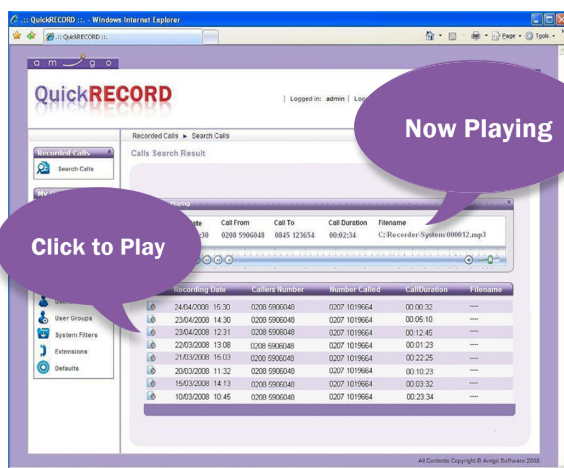 .:: QuickRECORD ::. - Windows Internet Explorer
.:: QuickRECORD ::.
Page Tools
amigo
QuickRECORD
Logged in: admin
Now Playing
Recorded Calls ► Search Calls
Recorded Calls
Calls Search Result
Search Calls
Playing
Call From Call To Call Duration Filename
0208 5906048 0845 123654 00:02:34 C:/Recorder/System/000012.mp3
Click to Play
Recording Date Callers Number Number Called CallDuration Filename
24/04/2008 15:30 0208 5906048 0207 1019664 00:00:32 ----
User Groups
23/04/2008 14:30 0208 5906048 0207 1019664 00:05:10 ----
System Filters
23/04/2008 12:31 0208 5906048 0207 1019664 00:12:45 ----
22/03/2008 13:08 0208 5906048 0207 1019664 00:01:23 ----
Extensions
21/03/2008 15:03 0208 5906048 0207 1019664 00:22:25 ----
Defaults
20/03/2008 11:32 0208 5906048 0207 1019664 00:10:23 ----
15/03/2008 14:13 0208 5906048 0207 1019664 00:03:32 ----
10/03/2008 10:45 0208 5906048 0207 1019664 00:23:34 ----
All Contents Copyright © Amigo Software 2008